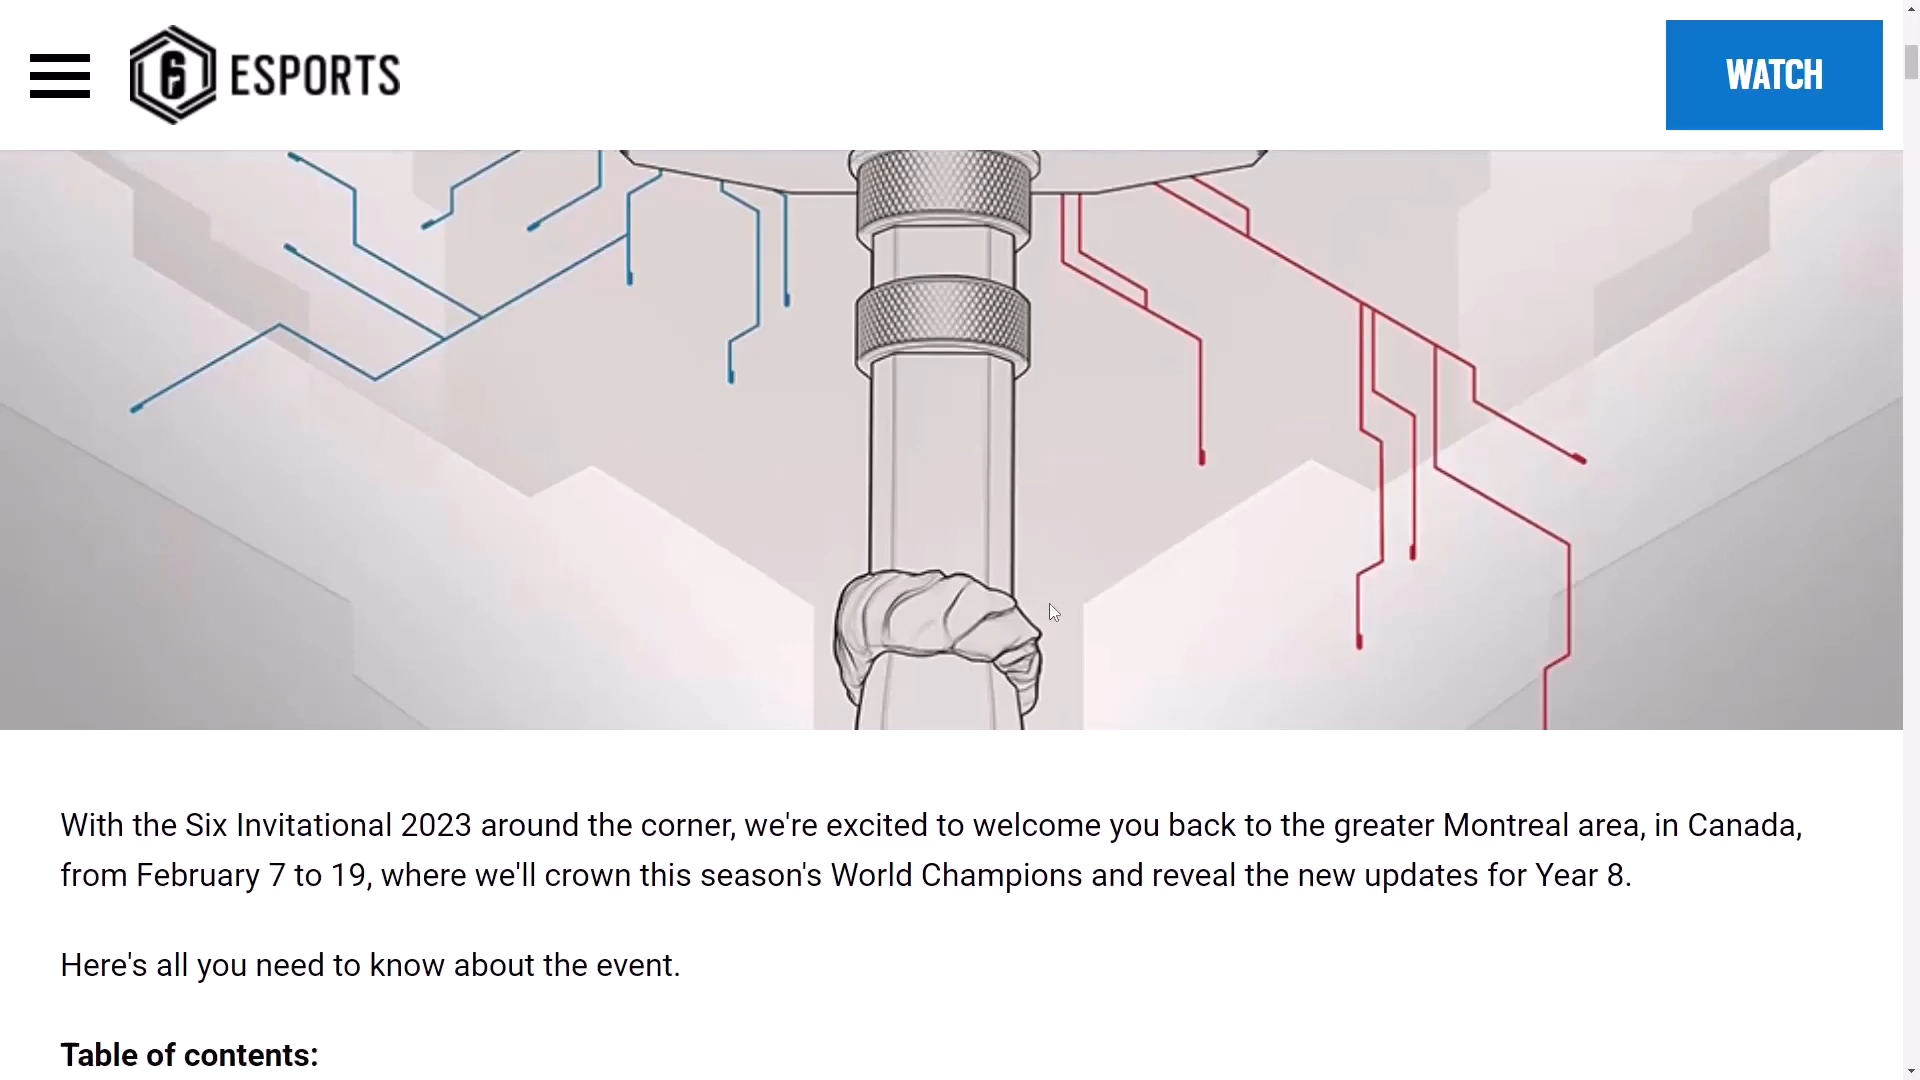 6 ESPORTS
WATCH
With the Six Invitational 2023 around the corner, we're excited to welcome you back to the greater Montreal area, in Canada,
from February 7 to 19, where we'll crown this season's World Champions and reveal the new updates for Year 8.
Here's all you need to know about the event.
Table of contents: